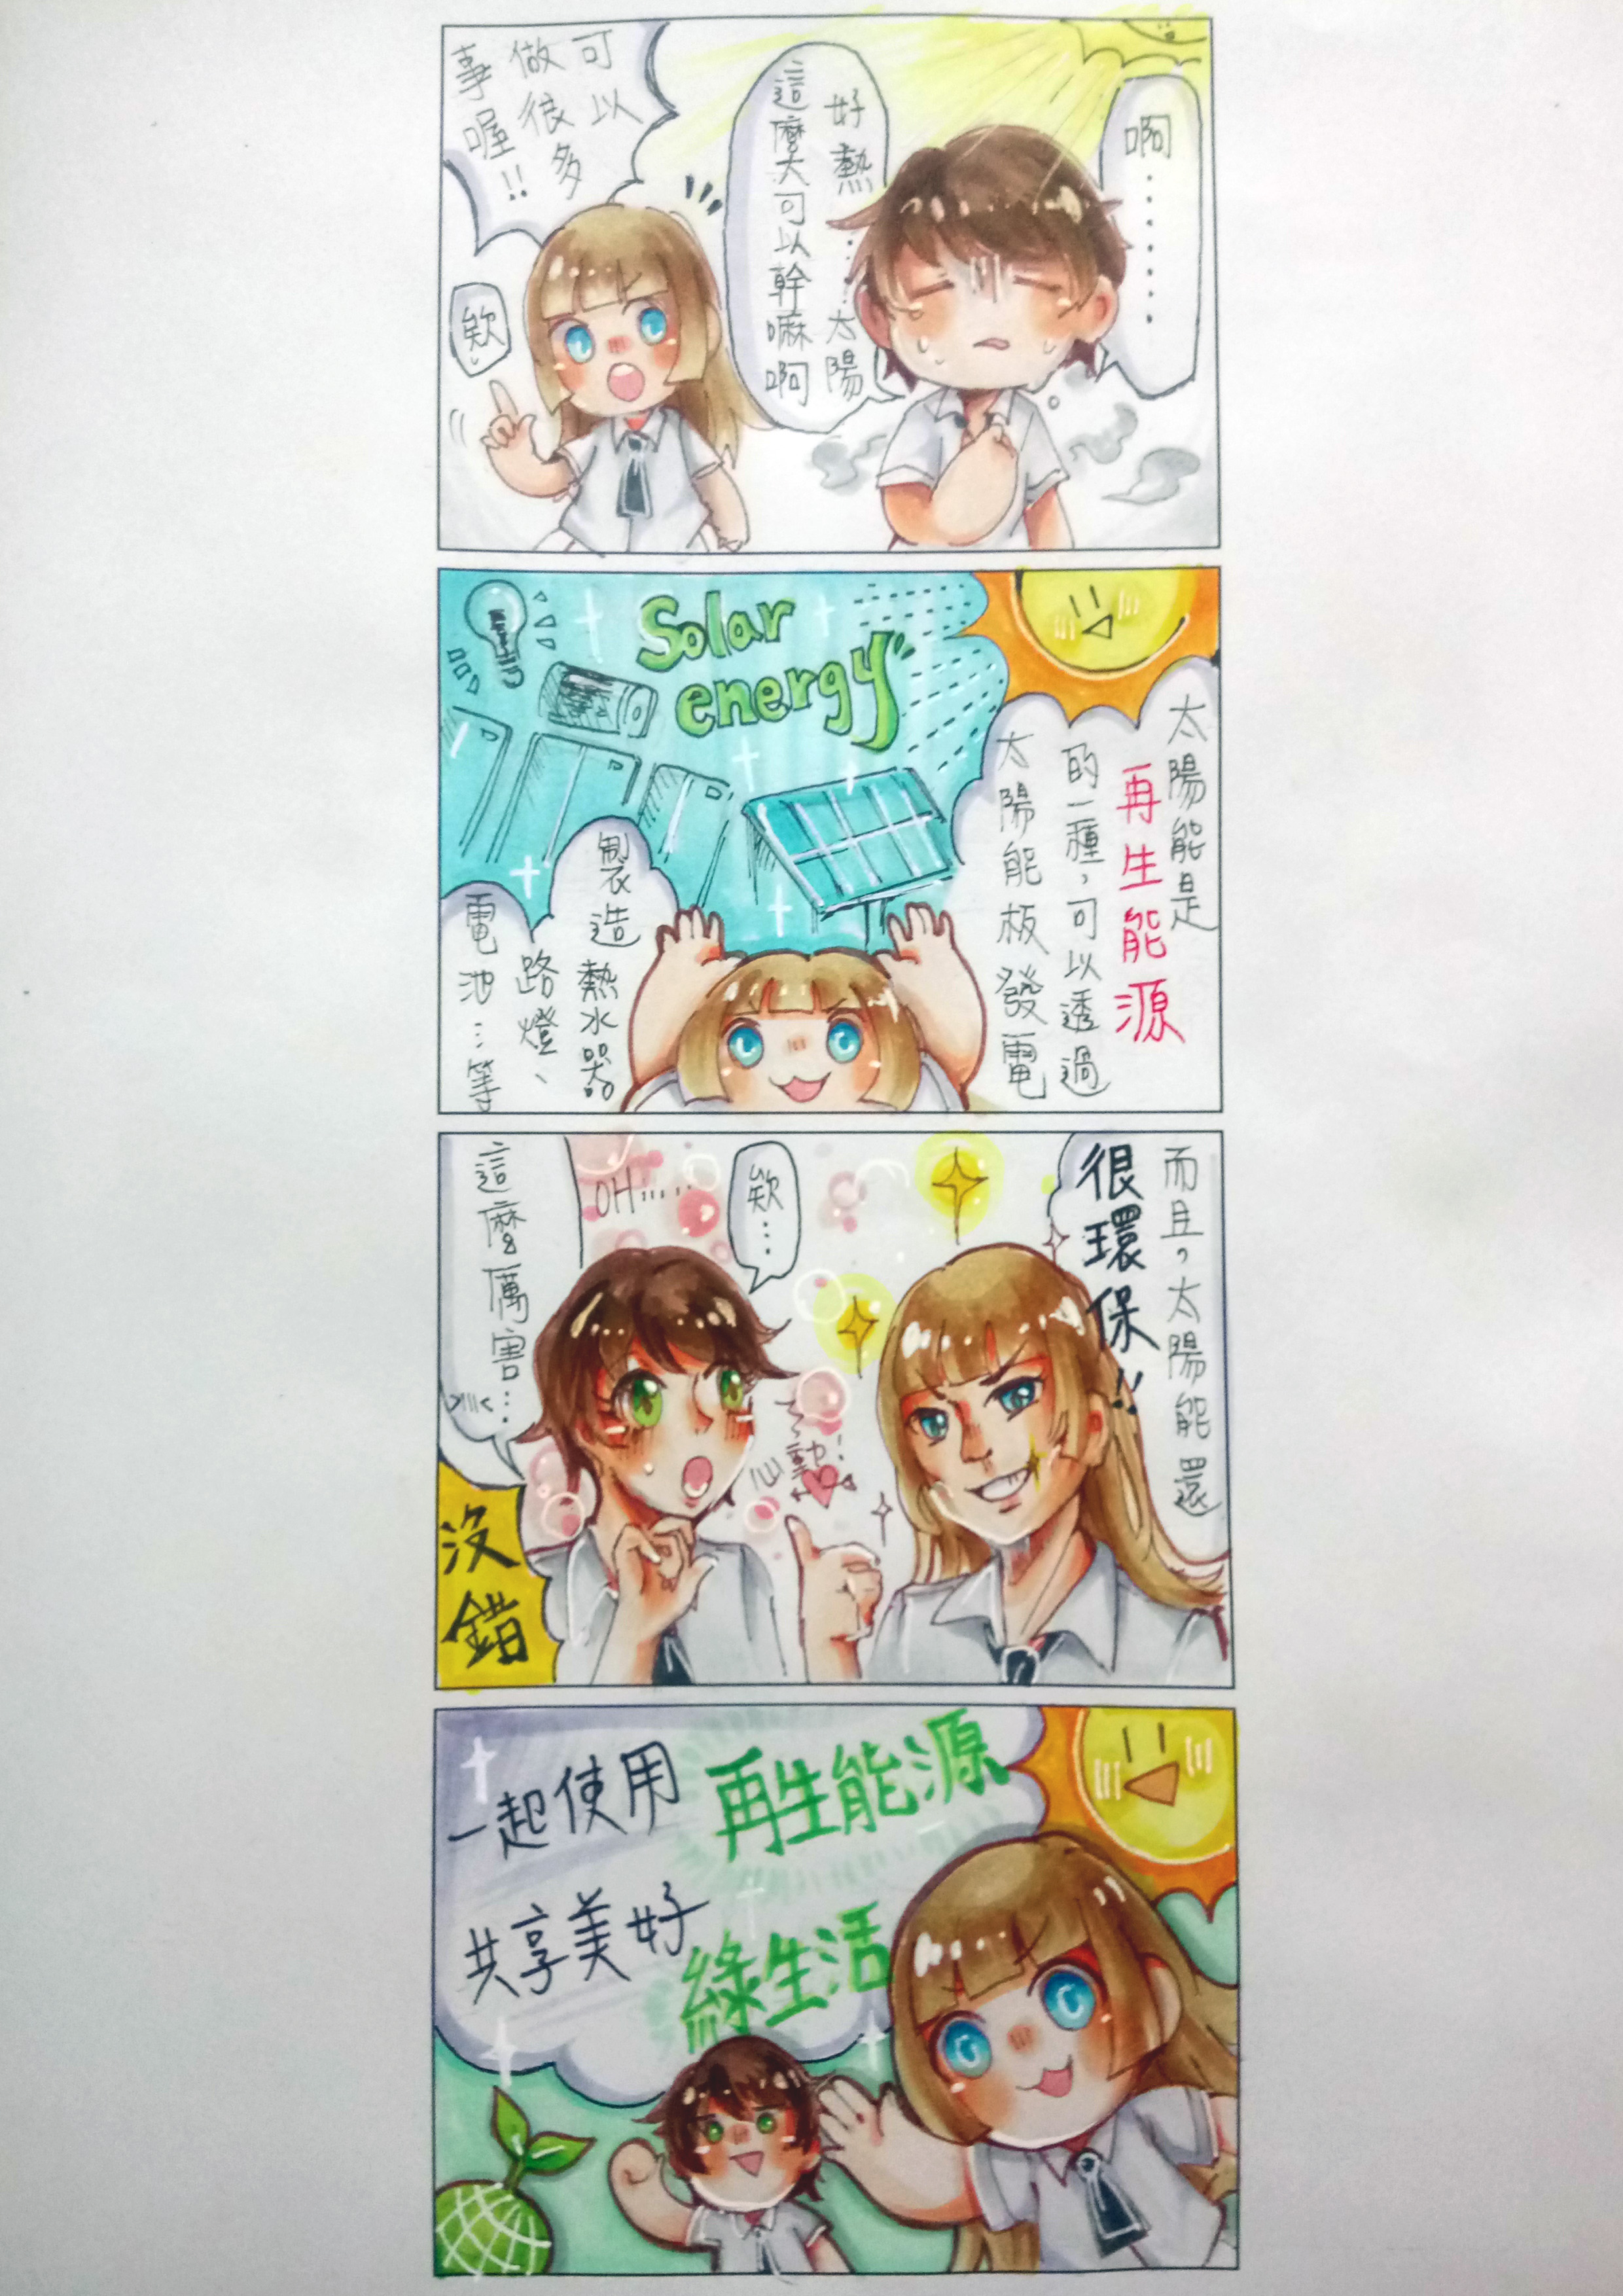 啊……
好熱……太陽
這麼大可以幹嘛啊
可以
做很多
事喔!!
欸
Solar
energy
太陽能是
再生能源
的一種，可以透過
太陽能板發電
製造熱水器
路燈、
電池…等
而且，太陽能還
很環保!!
欸…
OH……
心動!
這麼厲害…
沒錯
一起使用再生能源
共享美好綠生活